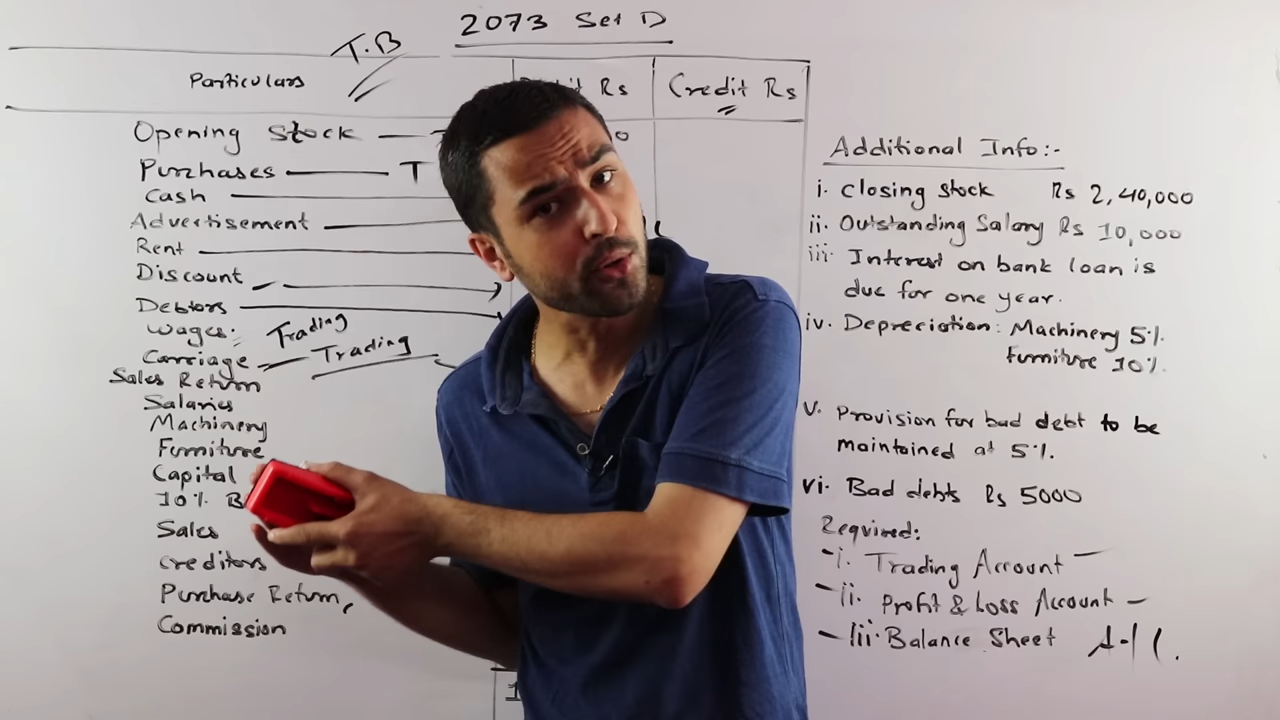 2073 Set D
T.B
Particulars Rs Credit Rs
Opening Stock
Purchases T
Cash
Advertisement
Rent
Discount
Debtors
Wages: Trading
Carriage Trading
Sales Return
Salaries
Machinery
Furniture
Capital
10% B
Sales
creditors
Purchase Return,
Commission
Additional Info:-
i. closing stock Rs 2,40,000
ii. Outstanding Salary Rs 10,000
iii. Interest on bank loan is
due for one year.
iv. Depreciation: Machinery 5%.
Furniture 10%.
v. Provision for bad debt to be
maintained at 5%.
vi. Bad debts Rs 5000
Required:
i. Trading Account
ii. Profit & Loss Account
iii. Balance Sheet